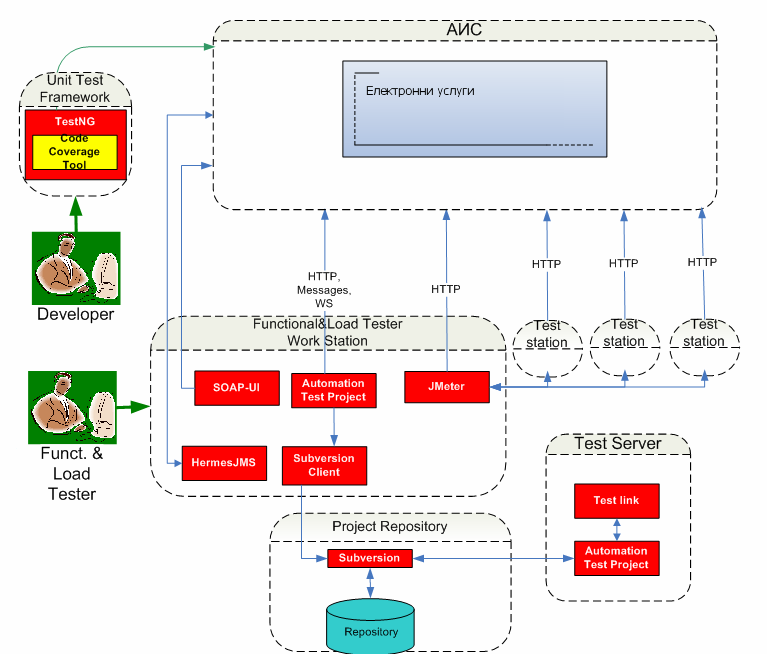 АИС
Електронни услуги
Unit Test
Framework
TestNG
Code
Coverage
Tool
Developer
HTTP,
Messages,
WS
HTTP
HTTP
HTTP
HTTP
Functional&Load Tester
Work Station
Test
station
Test
station
Test
station
SOAP-UI
Automation
Test Project
JMeter
HermesJMS
Subversion
Client
Funct. &
Load
Tester
Test Server
Test link
Automation
Test Project
Project Repository
Subversion
Repository